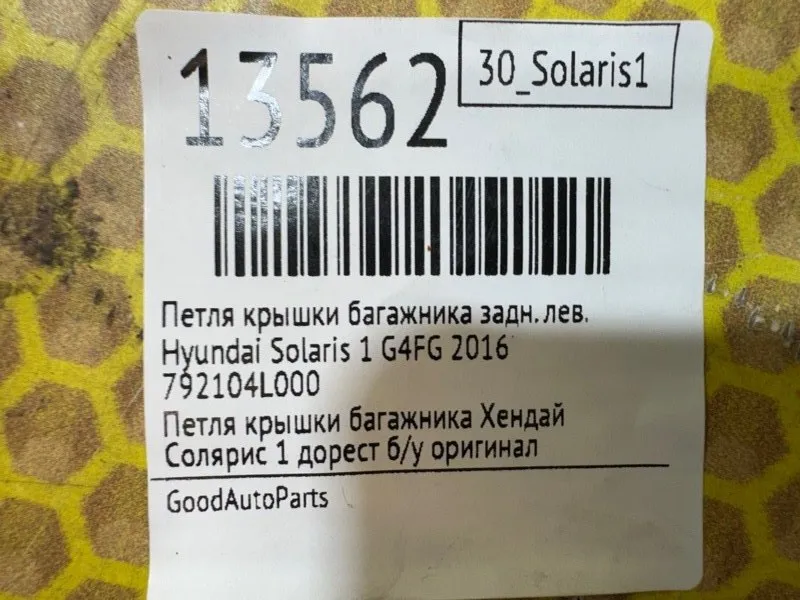 13562
30_Solaris1
Петля крышки багажника задн.лев.
Hyundai Solaris 1 G4FG 2016
792104L000
Петля крышки багажника Хендай
Солярис 1 дорест б/у оригинал
GoodAutoParts